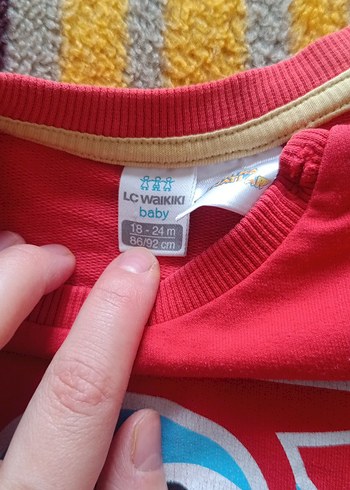 LC WAIKIKI
baby
18 - 24 m
86/92 cm